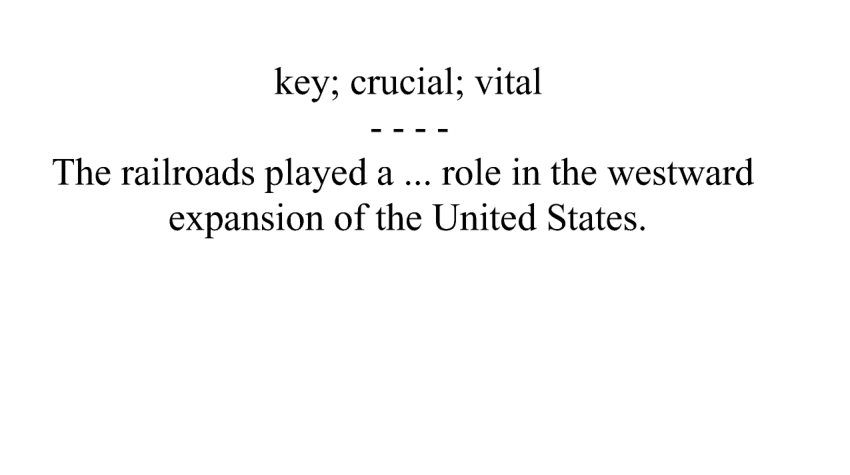 key; crucial; vital
- - - -
The railroads played a ... role in the westward
expansion of the United States.